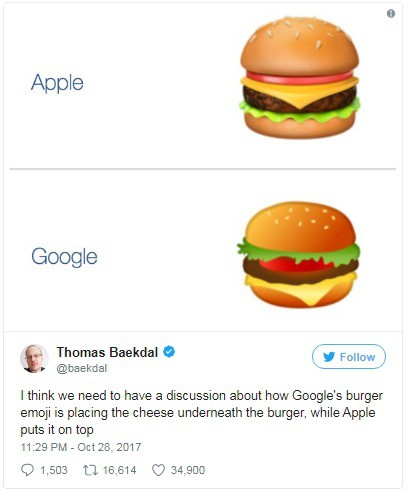 Apple
Google
Thomas Baekdal
@baekdal
Follow
I think we need to have a discussion about how Google's burger
emoji is placing the cheese underneath the burger, while Apple
puts it on top
11:29 PM - Oct 28, 2017
1,503 16,614 34,900